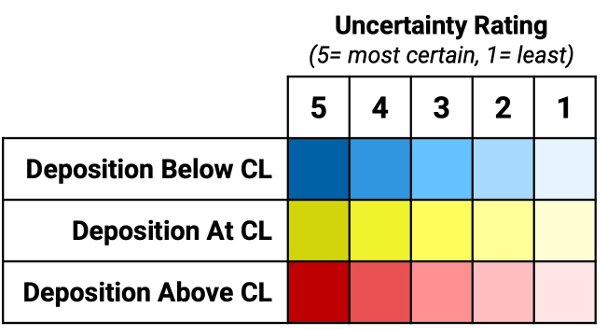 Uncertainty Rating
(5= most certain, 1= least)
5 4 3 2 1
Deposition Below CL
Deposition At CL
Deposition Above CL